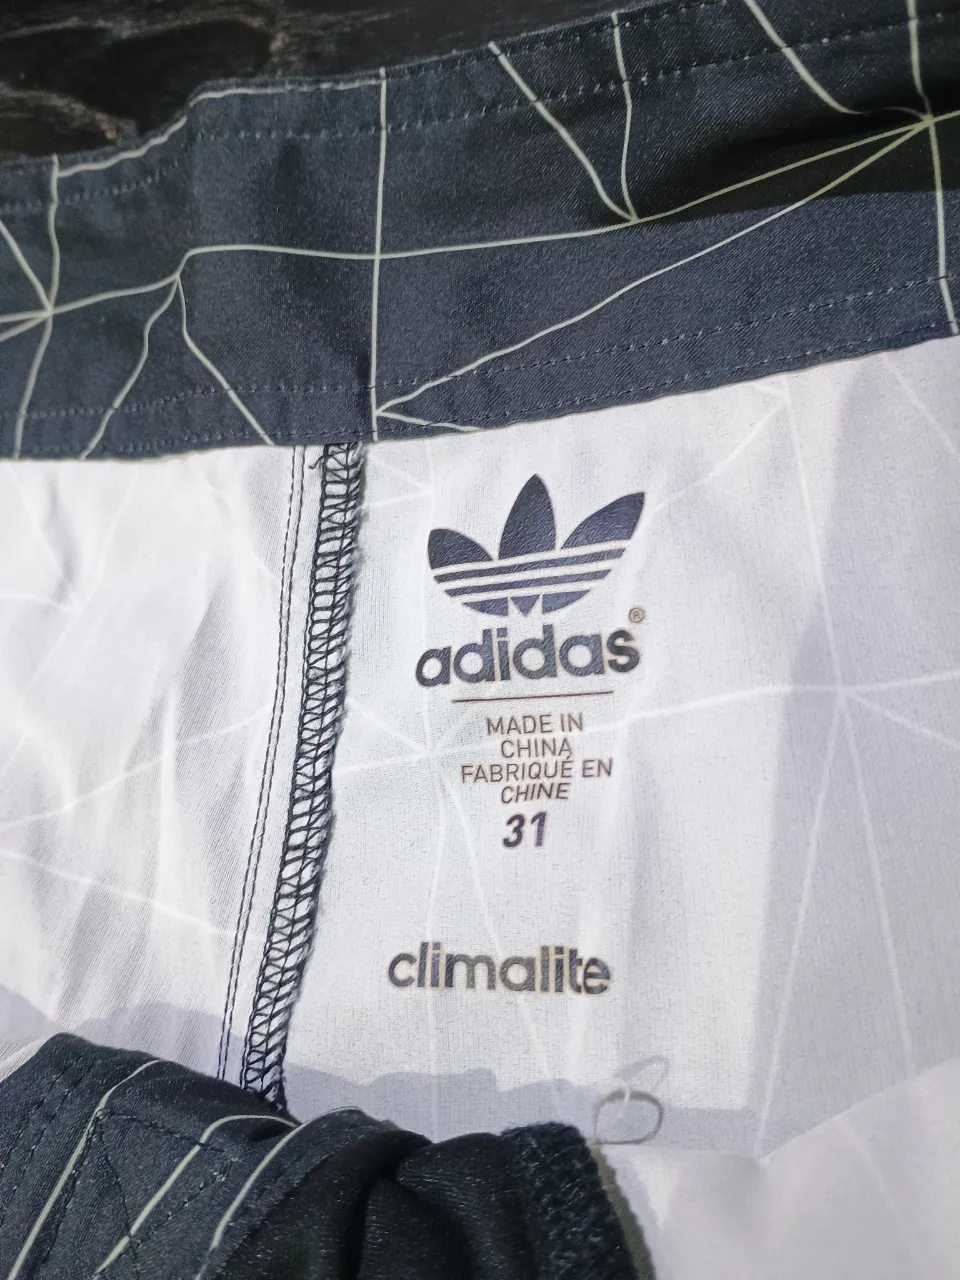 adidas®
MADE IN
CHINA
FABRIQUÉ EN
CHINE
31
climalite